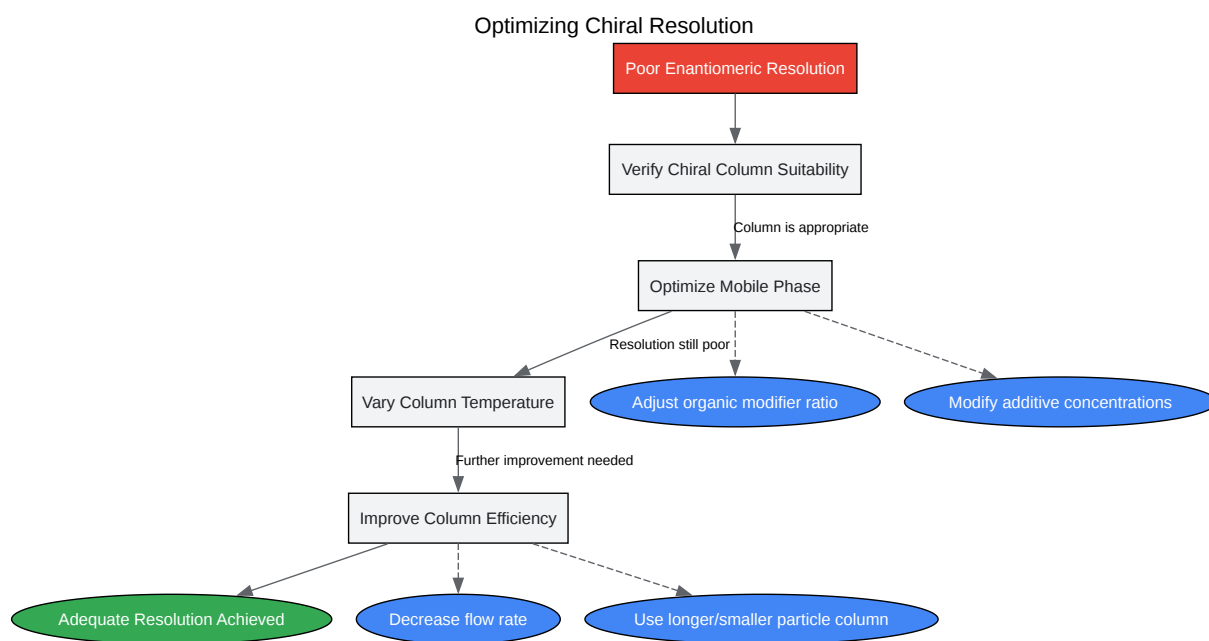 Optimizing Chiral Resolution
Poor Enantiomeric Resolution
Verify Chiral Column Suitability
Column is appropriate
Optimize Mobile Phase
Resolution still poor
Vary Column Temperature
Adjust organic modifier ratio
Modify additive concentrations
Further improvement needed
Improve Column Efficiency
Adequate Resolution Achieved
Decrease flow rate
Use longer/smaller particle column